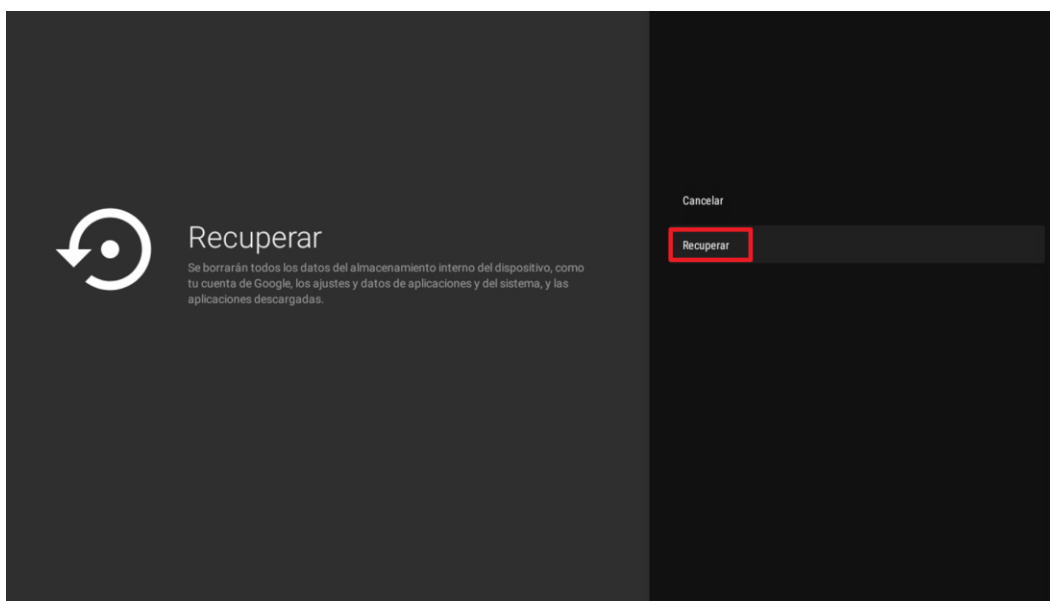 Recuperar
Se borrarán todos los datos del almacenamiento interno del dispositivo, como
tu cuenta de Google, los ajustes y datos de aplicaciones y del sistema, y las
aplicaciones descargadas.
Cancelar
Recuperar